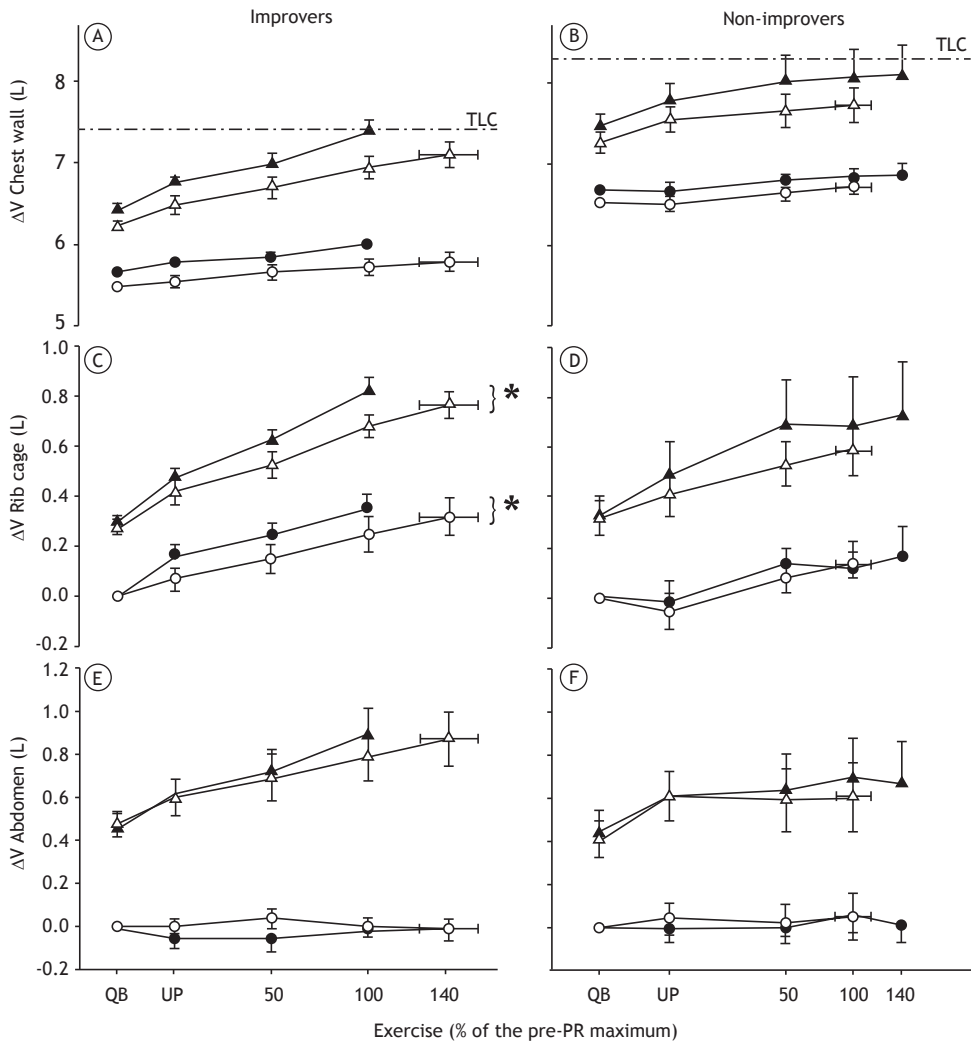 Improvers
Non-improvers
A
B
TLC
TLC
ΔV Chest wall (L)
8
7
6
5
C
D
ΔV Rib cage (L)
1.0
0.8
0.6
0.4
0.2
0.0
-0.2
} *
} *
E
F
ΔV Abdomen (L)
1.2
1.0
0.8
0.6
0.4
0.2
0.0
-0.2
QB UP 50 100 140
QB UP 50 100 140
Exercise (% of the pre-PR maximum)